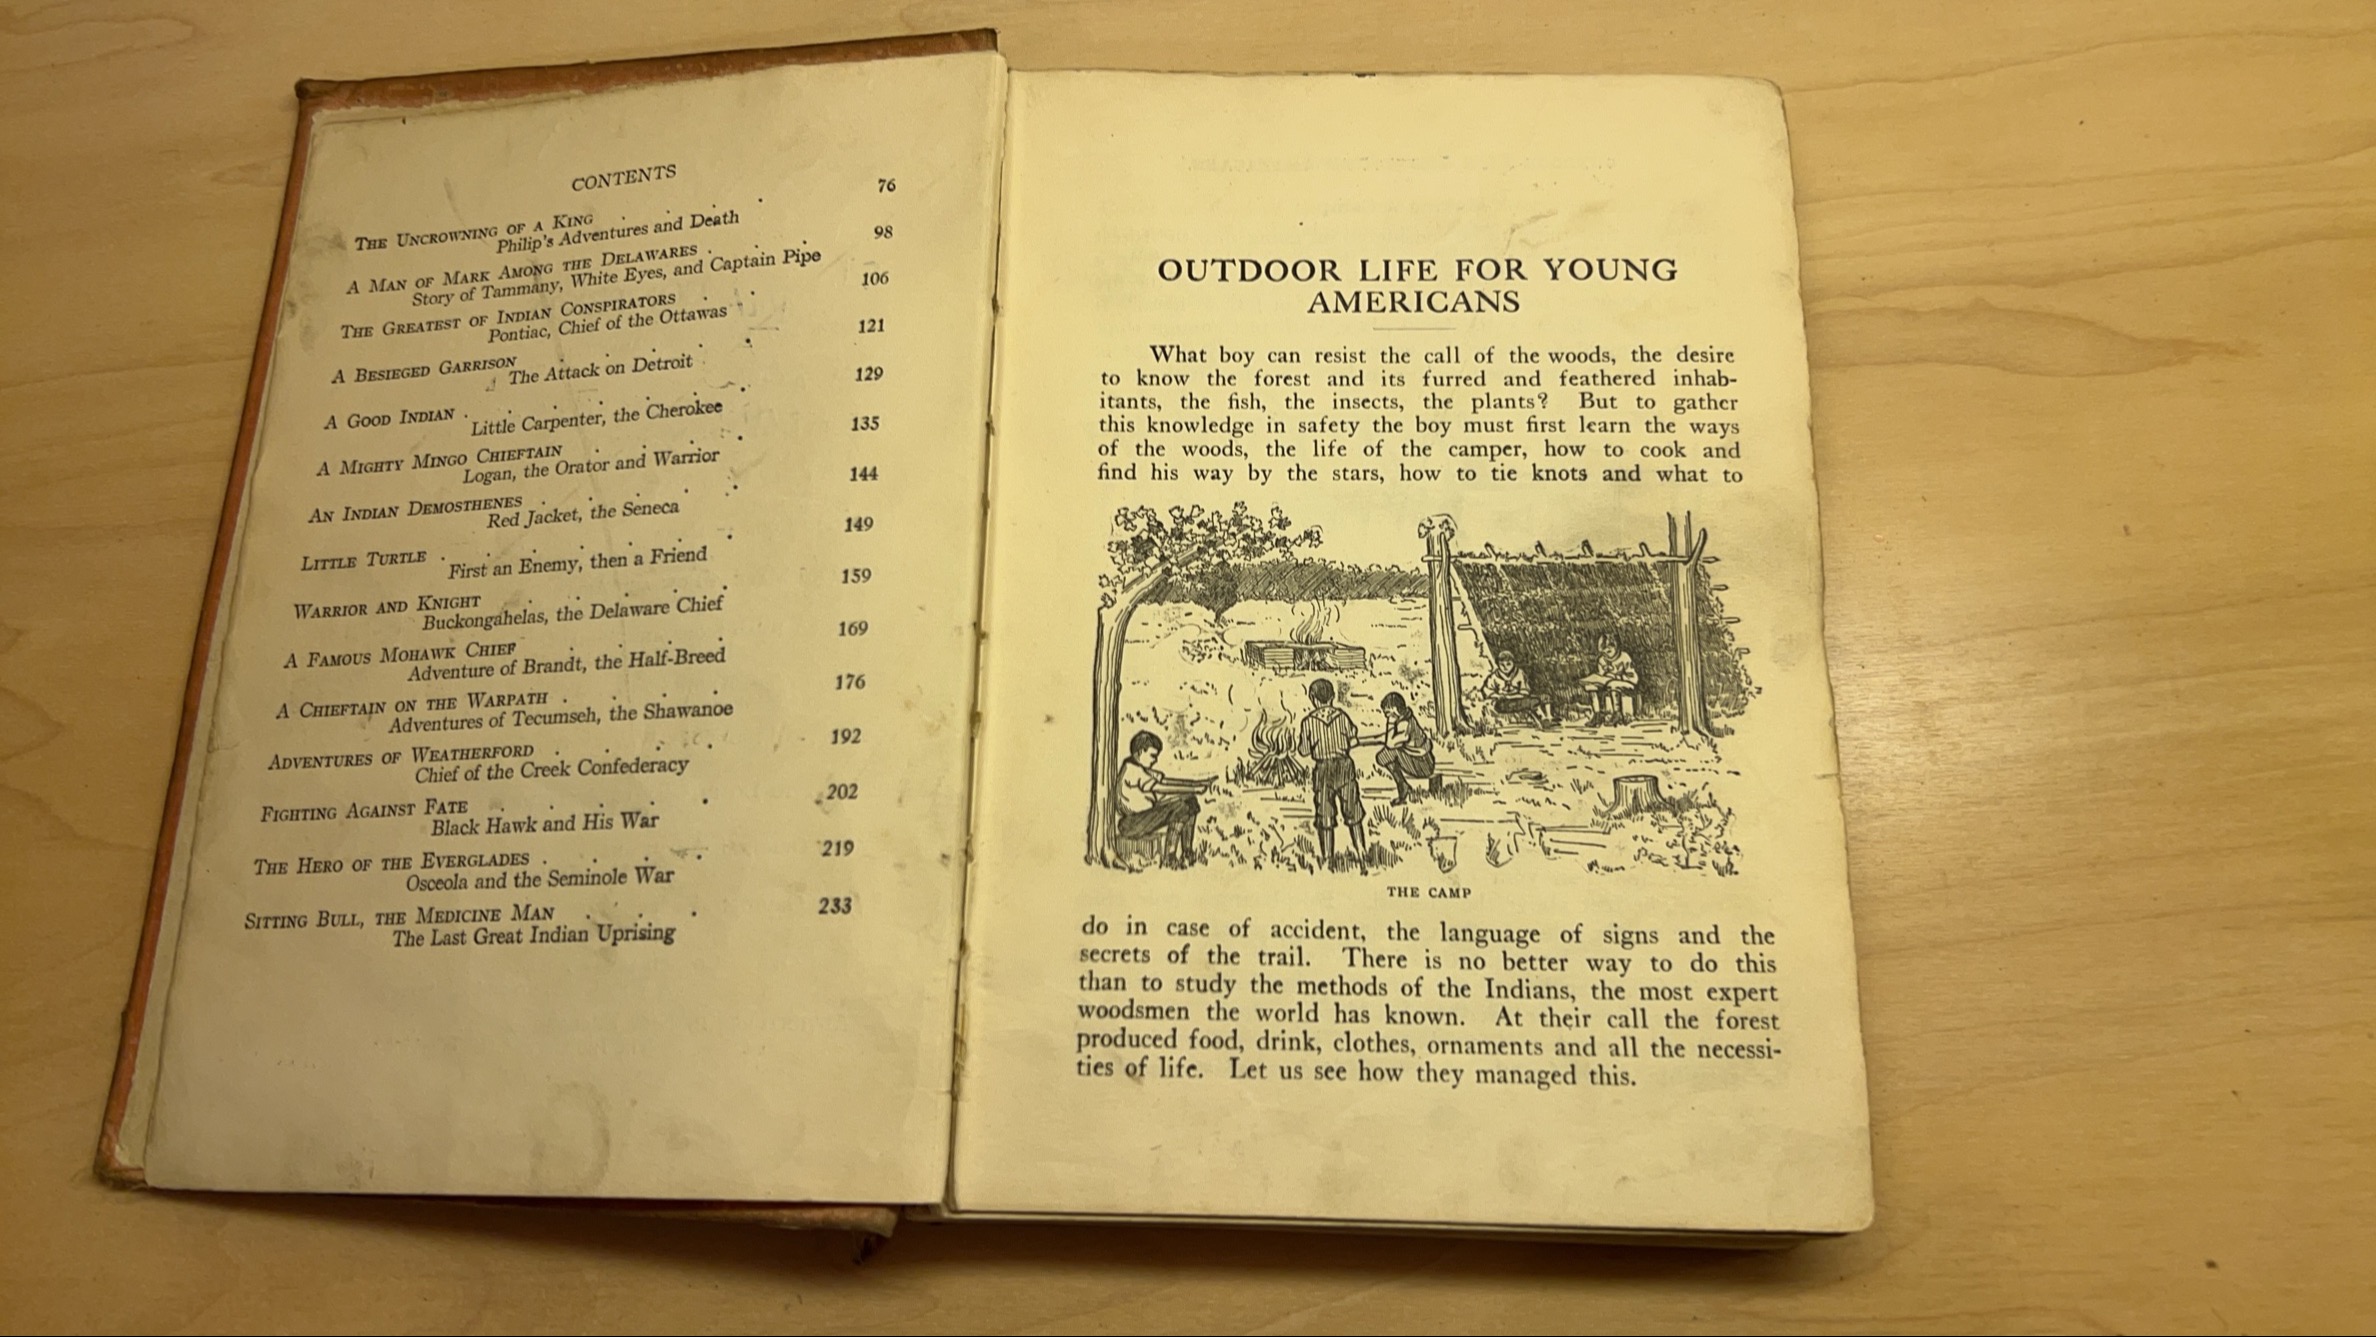 CONTENTS
THE UNCROWNING OF A KING . . . 76
Philip's Adventures and Death
A MAN OF MARK AMONG THE DELAWARES . . . 98
Story of Tammany, White Eyes, and Captain Pipe
THE GREATEST OF INDIAN CONSPIRATORS . . 106
Pontiac, Chief of the Ottawas
A BESIEGED GARRISON . . . . 121
The Attack on Detroit
A GOOD INDIAN . . . . . 129
Little Carpenter, the Cherokee
A MIGHTY MINGO CHIEFTAIN . . . . 135
Logan, the Orator and Warrior
AN INDIAN DEMOSTHENES . . . . . 144
Red Jacket, the Seneca
LITTLE TURTLE . . . . . 149
First an Enemy, then a Friend
WARRIOR AND KNIGHT . . . . 159
Buckongahelas, the Delaware Chief
A FAMOUS MOHAWK CHIEF . . . . 169
Adventure of Brandt, the Half-Breed
A CHIEFTAIN ON THE WARPATH . . . . 176
Adventures of Tecumseh, the Shawanoe
ADVENTURES OF WEATHERFORD . . . . 192
Chief of the Creek Confederacy
FIGHTING AGAINST FATE . . . . 202
Black Hawk and His War
THE HERO OF THE EVERGLADES . . . . 219
Osceola and the Seminole War
SITTING BULL, THE MEDICINE MAN . . . 233
The Last Great Indian Uprising
OUTDOOR LIFE FOR YOUNG
AMERICANS
What boy can resist the call of the woods, the desire
to know the forest and its furred and feathered inhab-
itants, the fish, the insects, the plants? But to gather
this knowledge in safety the boy must first learn the ways
of the woods, the life of the camper, how to cook and
find his way by the stars, how to tie knots and what to
THE CAMP
do in case of accident, the language of signs and the
secrets of the trail. There is no better way to do this
than to study the methods of the Indians, the most expert
woodsmen the world has known. At their call the forest
produced food, drink, clothes, ornaments and all the necessi-
ties of life. Let us see how they managed this.